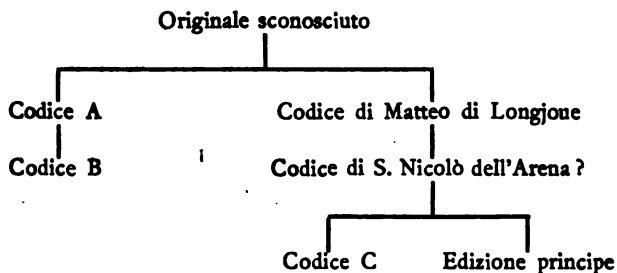 Originale sconosciuto
Codice A Codice di Matteo di Longjoue
Codice B Codice di S. Nicolò dell'Arena ?
Codice C Edizione principe